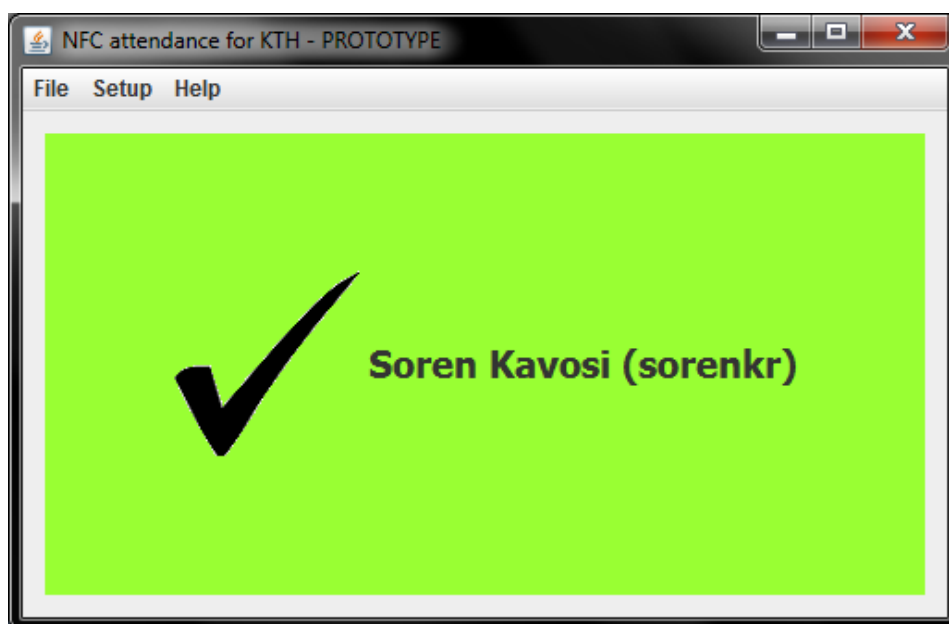 NFC attendance for KTH - PROTOTYPE
File Setup Help
Soren Kavosi (sorenkr)